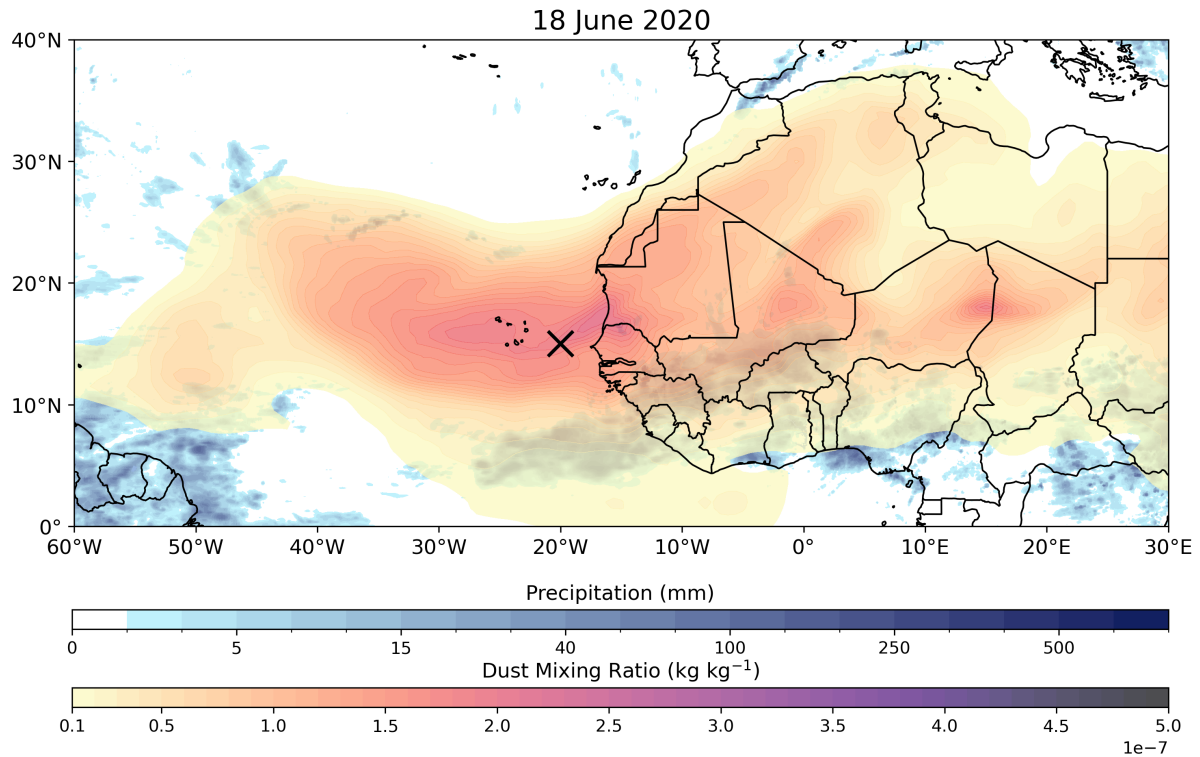 18 June 2020
40°N
30°N
20°N
10°N
0°
60°W 50°W 40°W 30°W 20°W 10°W 0° 10°E 20°E 30°E
Precipitation (mm)
0 5 15 40 100 250 500
Dust Mixing Ratio (kg kg⁻¹)
0.1 0.5 1.0 1.5 2.0 2.5 3.0 3.5 4.0 4.5 5.0
1e−7